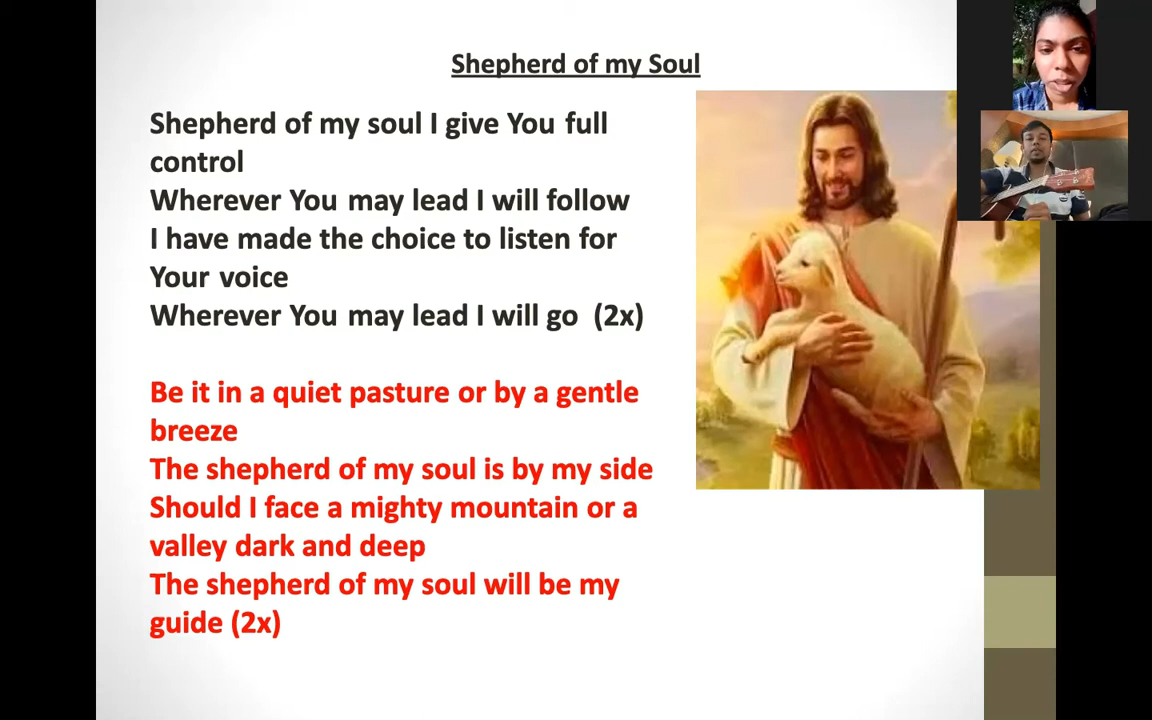 Shepherd of my Soul
Shepherd of my soul I give You full
control
Wherever You may lead I will follow
I have made the choice to listen for
Your voice
Wherever You may lead I will go (2x)
Be it in a quiet pasture or by a gentle
breeze
The shepherd of my soul is by my side
Should I face a mighty mountain or a
valley dark and deep
The shepherd of my soul will be my
guide (2x)